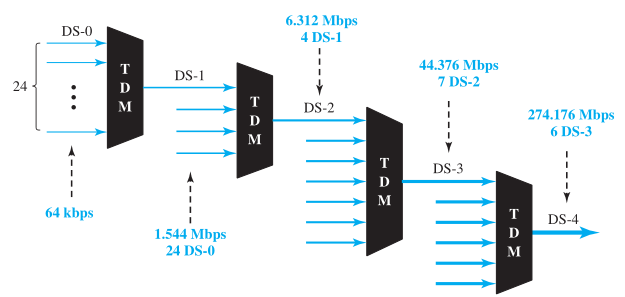 DS-0
24
T
D
M
64 kbps
DS-1
T
D
M
1.544 Mbps
24 DS-0
6.312 Mbps
4 DS-1
DS-2
T
D
M
44.376 Mbps
7 DS-2
DS-3
T
D
M
274.176 Mbps
6 DS-3
DS-4